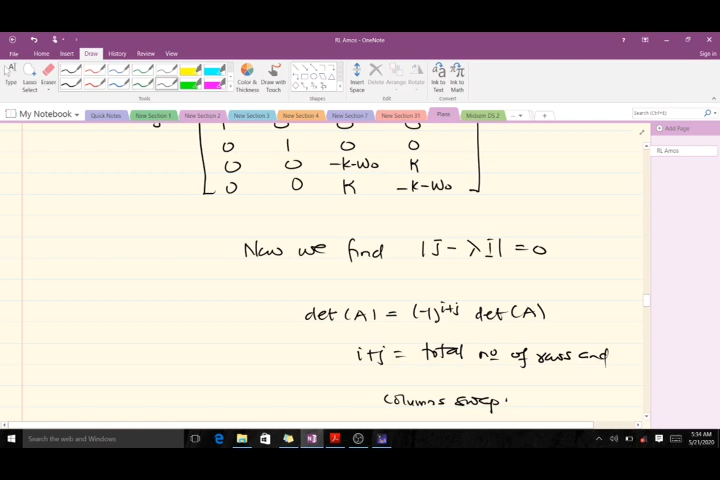 RL Amos - OneNote
File Home Insert Draw History Review View Sign in
Type Lasso Select Eraser Color & Thickness Draw with Touch Insert Space Delete Arrange Rotate Ink to Text Ink to Math
Tools Shapes Edit Convert
My Notebook Quick Notes New Section 1 New Section 2 New Section 3 New Section 4 New Section 7 New Section 31 Plans Midsem DS 2 ... + Search (Ctrl+E)
Add Page
RL Amos
0 1 0 0
0 0 -K-W0 K
0 0 K -K-W0
Now we find |J - λI| = 0
det(A) = (-1)^{i+j} det(A)
i+j = total no of rows and
columns swep.
Search the Web and Windows
5:34 AM
5/21/2020